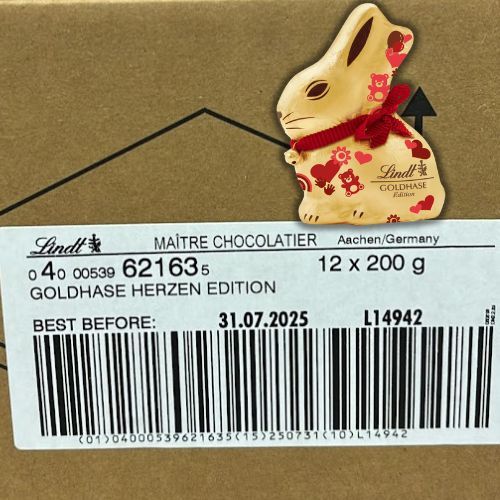 Lindt
GOLDHASE
Edition
Lindt MAÎTRE CHOCOLATIER Aachen/Germany
0 40 00539 62163 5 12 x 200 g
GOLDHASE HERZEN EDITION
BEST BEFORE: 31.07.2025 L14942
(01)04000539621635(15)250731(10)L14942